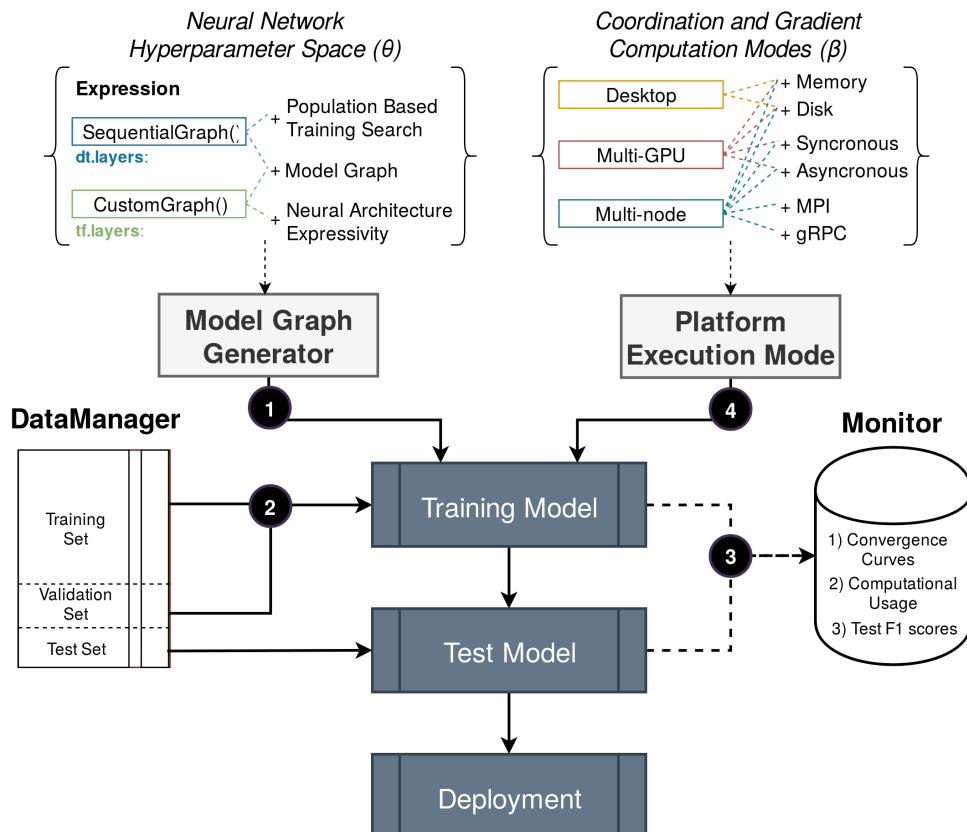 Neural Network
Hyperparameter Space (θ)
Expression
SequentialGraph()
dt.layers:
CustomGraph()
tf.layers:
+ Population Based
Training Search
+ Model Graph
+ Neural Architecture
Expressivity
Coordination and Gradient
Computation Modes (β)
Desktop
Multi-GPU
Multi-node
+ Memory
+ Disk
+ Syncronous
+ Asyncronous
+ MPI
+ gRPC
Model Graph
Generator
Platform
Execution Mode
1
4
DataManager
Training
Set
Validation
Set
Test Set
2
Training Model
Test Model
Deployment
3
Monitor
1) Convergence
Curves
2) Computational
Usage
3) Test F1 scores